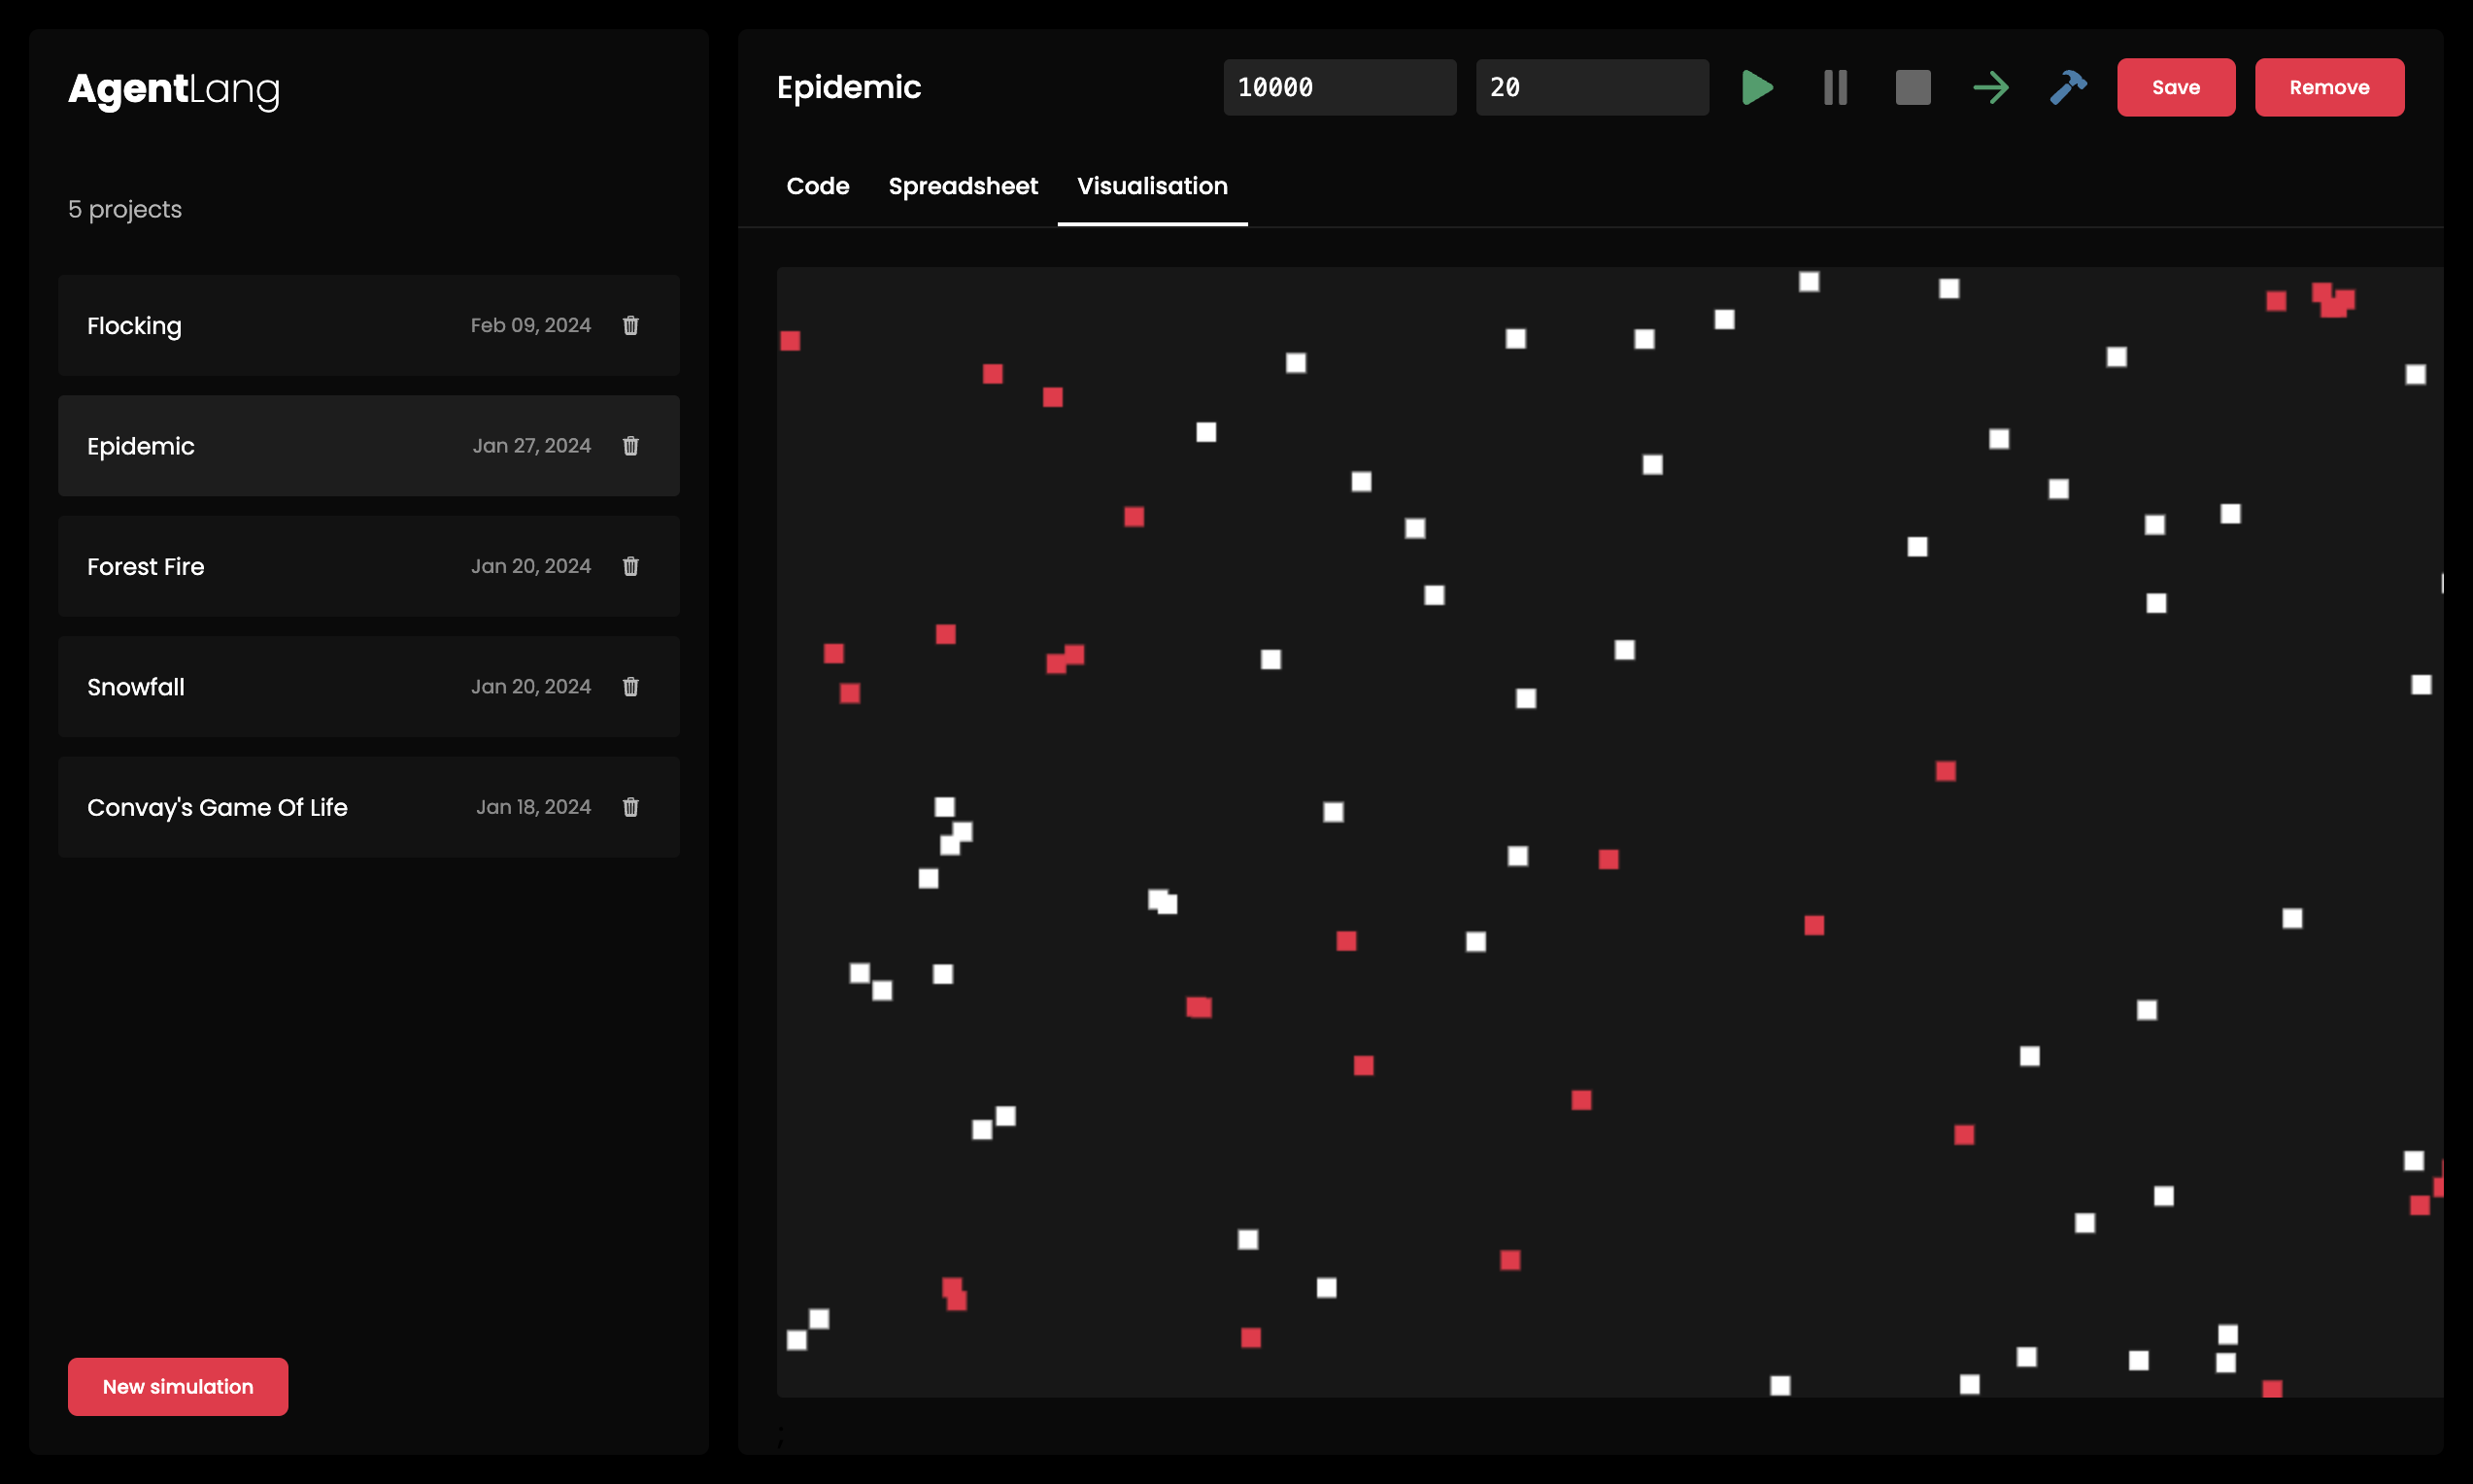 AgentLang
5 projects
Flocking Feb 09, 2024
Epidemic Jan 27, 2024
Forest Fire Jan 20, 2024
Snowfall Jan 20, 2024
Convay's Game Of Life Jan 18, 2024
New simulation
Epidemic 10000 20 Save Remove
Code Spreadsheet Visualisation
;